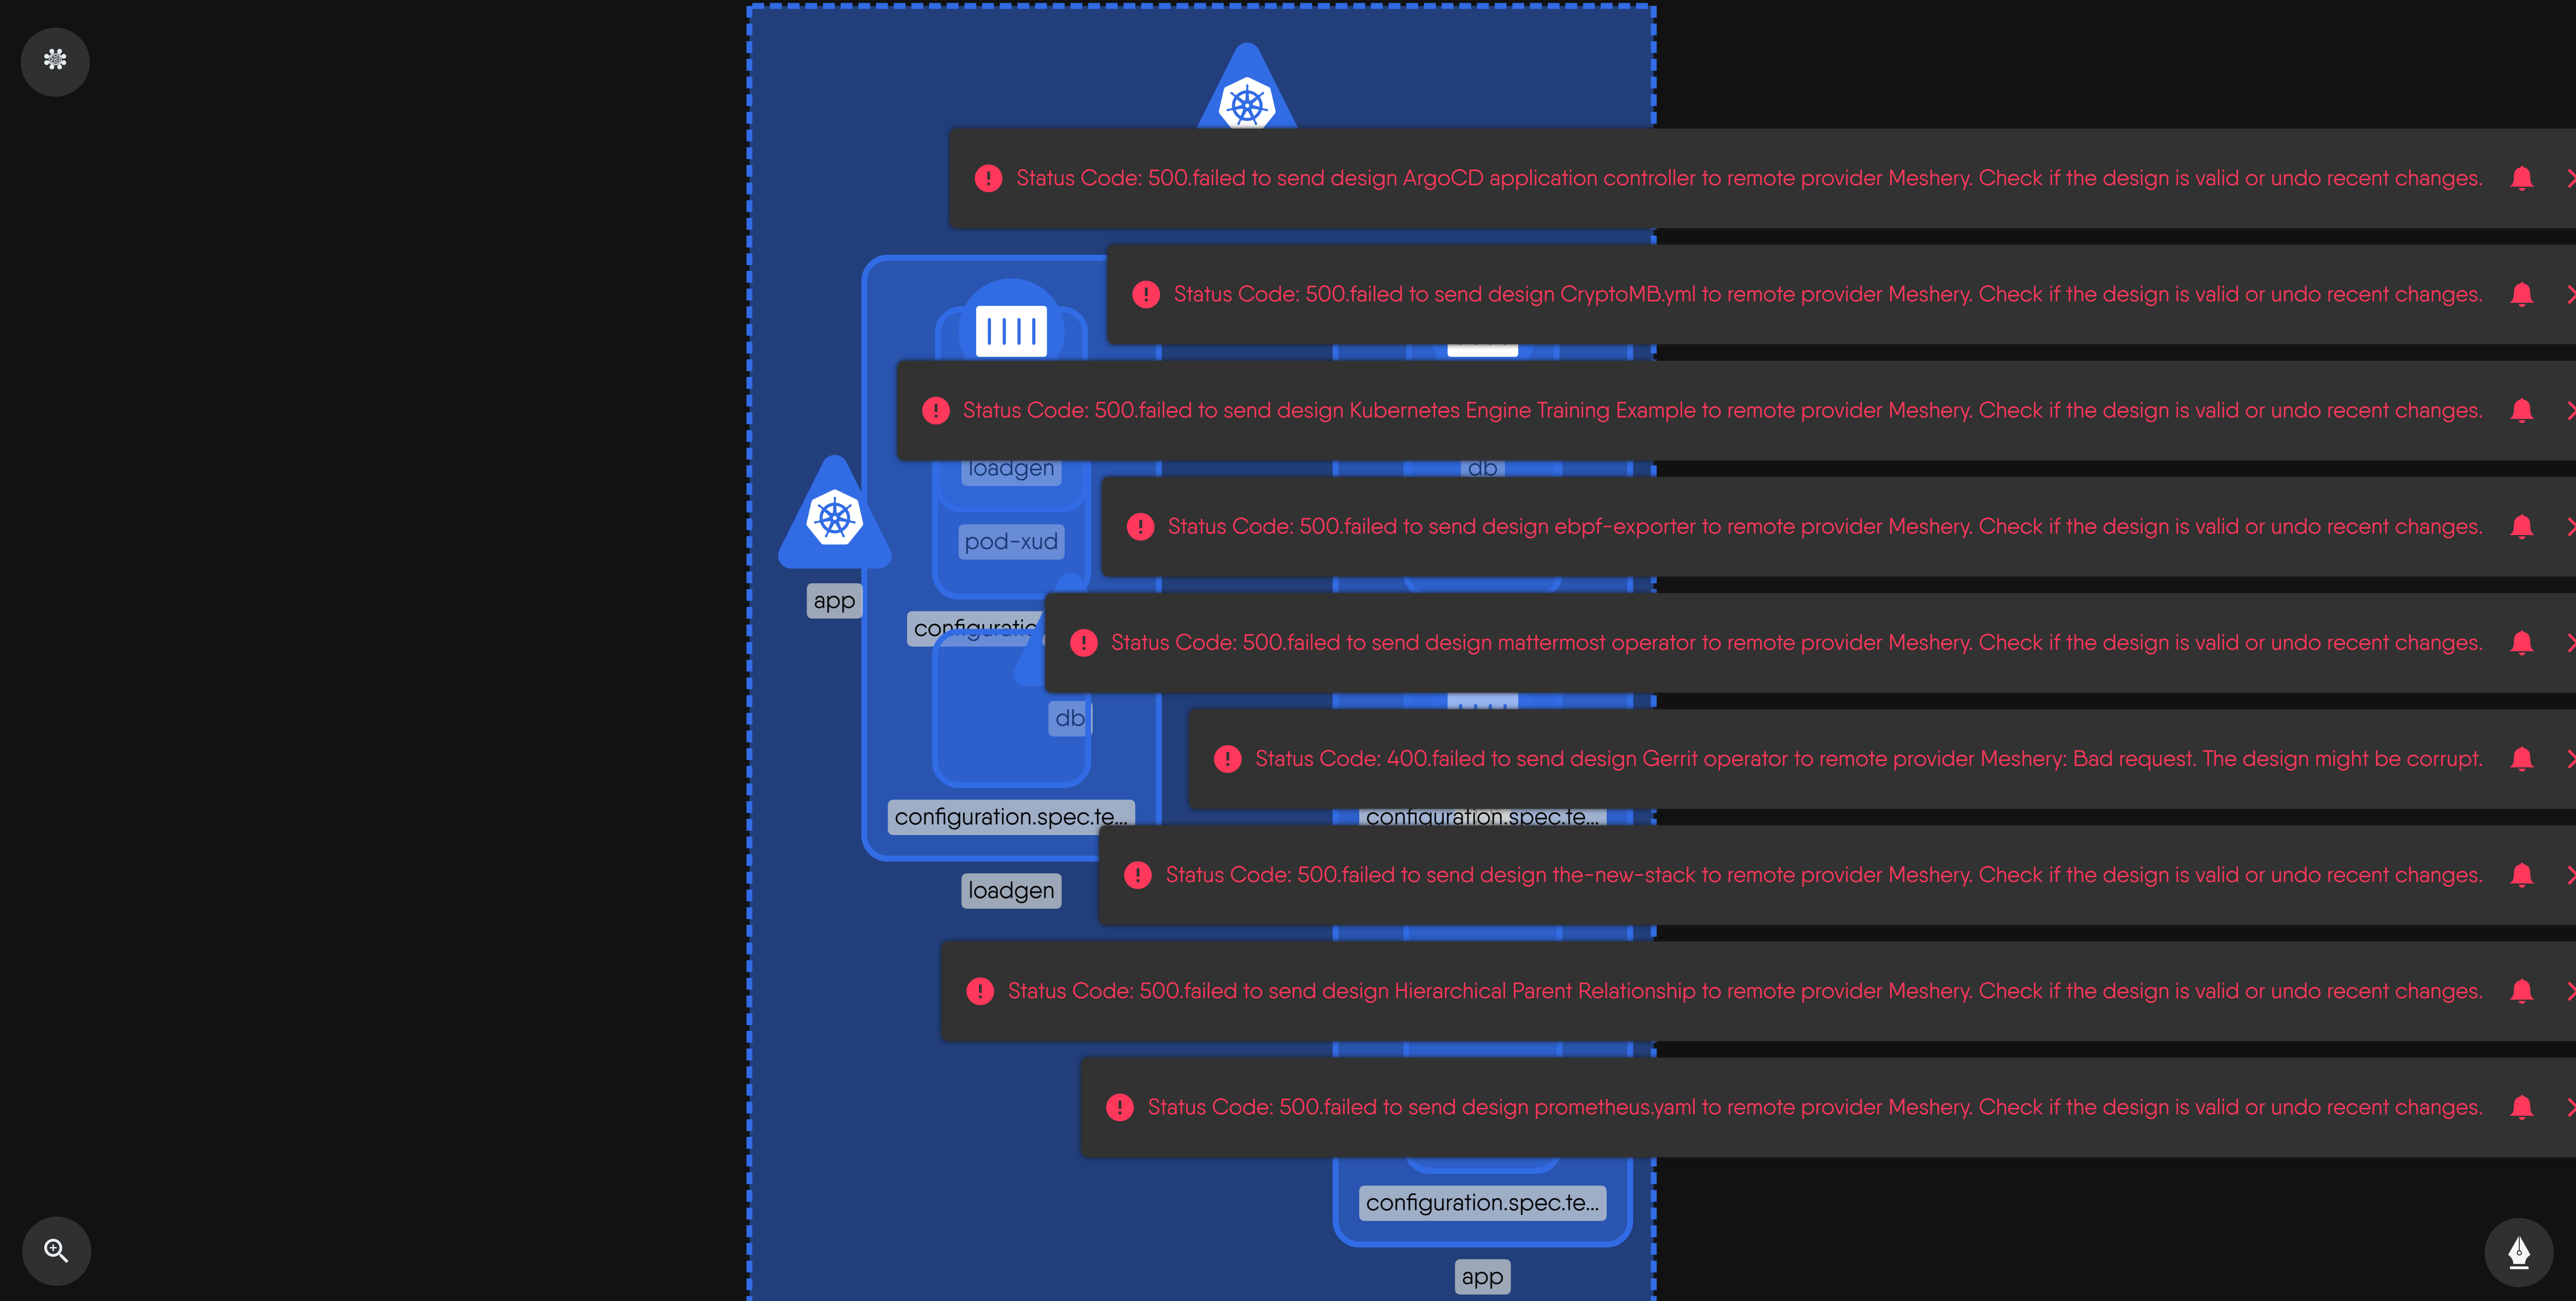 Status Code: 500.failed to send design ArgoCD application controller to remote provider Meshery. Check if the design is valid or undo recent changes.
Status Code: 500.failed to send design CryptoMB.yml to remote provider Meshery. Check if the design is valid or undo recent changes.
Status Code: 500.failed to send design Kubernetes Engine Training Example to remote provider Meshery. Check if the design is valid or undo recent changes.
loadgen
db
Status Code: 500.failed to send design ebpf-exporter to remote provider Meshery. Check if the design is valid or undo recent changes.
pod-xud
app
configuratio
Status Code: 500.failed to send design mattermost operator to remote provider Meshery. Check if the design is valid or undo recent changes.
db
Status Code: 400.failed to send design Gerrit operator to remote provider Meshery: Bad request. The design might be corrupt.
configuration.spec.te...
configuration.spec.te...
Status Code: 500.failed to send design the-new-stack to remote provider Meshery. Check if the design is valid or undo recent changes.
loadgen
Status Code: 500.failed to send design Hierarchical Parent Relationship to remote provider Meshery. Check if the design is valid or undo recent changes.
Status Code: 500.failed to send design prometheus.yaml to remote provider Meshery. Check if the design is valid or undo recent changes.
configuration.spec.te...
app